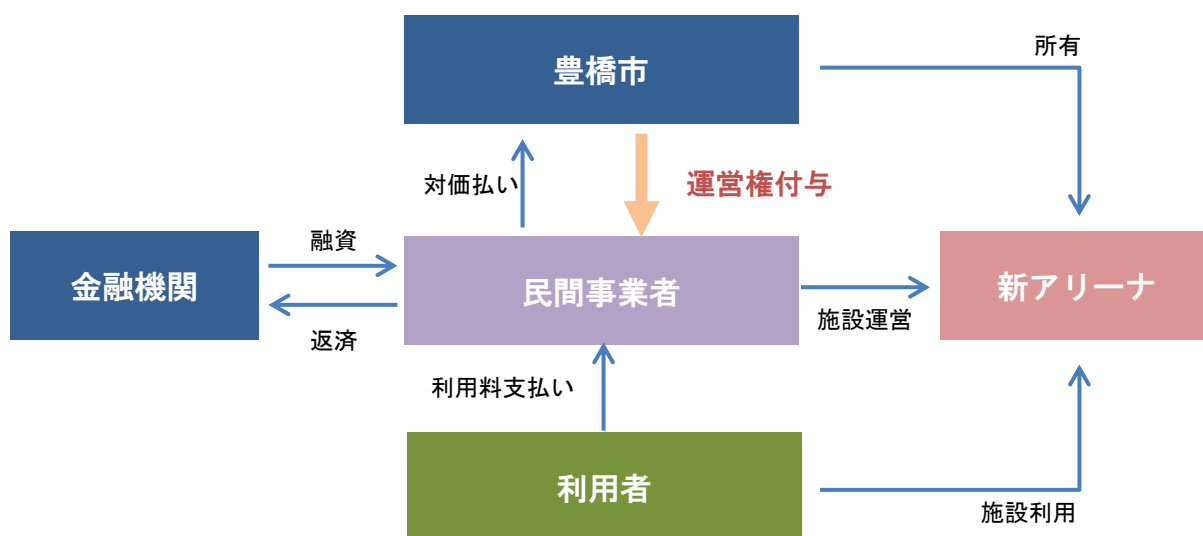 豊橋市
所有
対価払い
運営権付与
金融機関
融資
返済
民間事業者
施設運営
新アリーナ
利用料支払い
利用者
施設利用